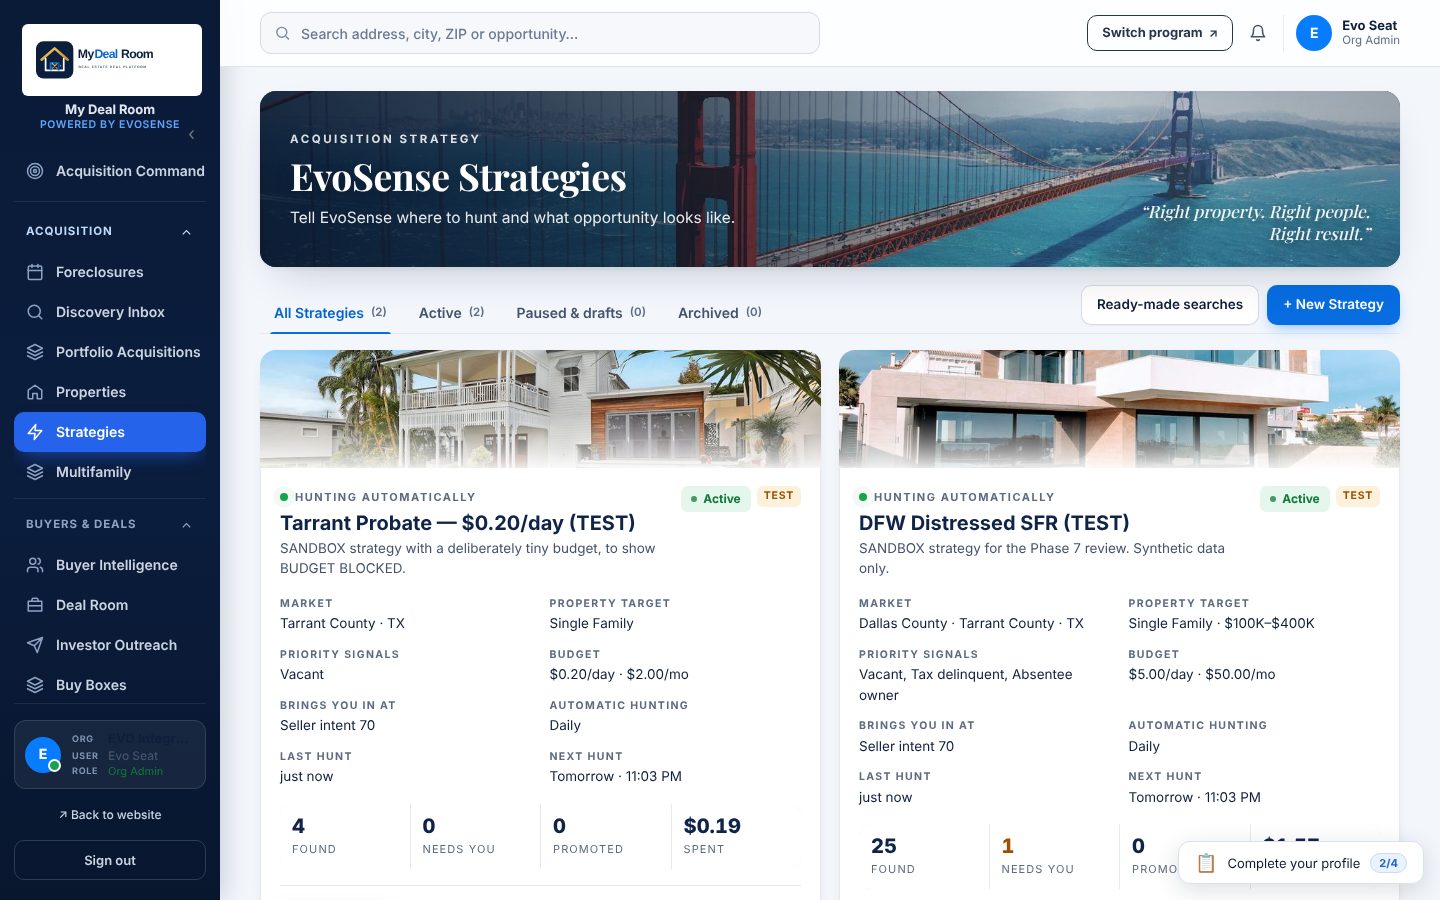 MyDeal Room
REAL ESTATE DEAL PLATFORM
My Deal Room
POWERED BY EVOSENSE
Acquisition Command
ACQUISITION
Foreclosures
Discovery Inbox
Portfolio Acquisitions
Properties
Strategies
Multifamily
BUYERS & DEALS
Buyer Intelligence
Deal Room
Investor Outreach
Buy Boxes
E
ORG EVO Integr...
USER Evo Seat
ROLE Org Admin
↗ Back to website
Sign out
Search address, city, ZIP or opportunity...
Switch program ↗
E
Evo Seat
Org Admin
ACQUISITION STRATEGY
EvoSense Strategies
Tell EvoSense where to hunt and what opportunity looks like.
“Right property. Right people.
Right result.”
All Strategies (2)
Active (2)
Paused & drafts (0)
Archived (0)
Ready-made searches
+ New Strategy
HUNTING AUTOMATICALLY
Active
TEST
Tarrant Probate — $0.20/day (TEST)
SANDBOX strategy with a deliberately tiny budget, to show
BUDGET BLOCKED.
MARKET
Tarrant County · TX
PROPERTY TARGET
Single Family
PRIORITY SIGNALS
Vacant
BUDGET
$0.20/day · $2.00/mo
BRINGS YOU IN AT
Seller intent 70
AUTOMATIC HUNTING
Daily
LAST HUNT
just now
NEXT HUNT
Tomorrow · 11:03 PM
4
FOUND
0
NEEDS YOU
0
PROMOTED
$0.19
SPENT
HUNTING AUTOMATICALLY
Active
TEST
DFW Distressed SFR (TEST)
SANDBOX strategy for the Phase 7 review. Synthetic data
only.
MARKET
Dallas County · Tarrant County · TX
PROPERTY TARGET
Single Family · $100K–$400K
PRIORITY SIGNALS
Vacant, Tax delinquent, Absentee
owner
BUDGET
$5.00/day · $50.00/mo
BRINGS YOU IN AT
Seller intent 70
AUTOMATIC HUNTING
Daily
LAST HUNT
just now
NEXT HUNT
Tomorrow · 11:03 PM
25
FOUND
1
NEEDS YOU
0
PROMO
Complete your profile 2/4